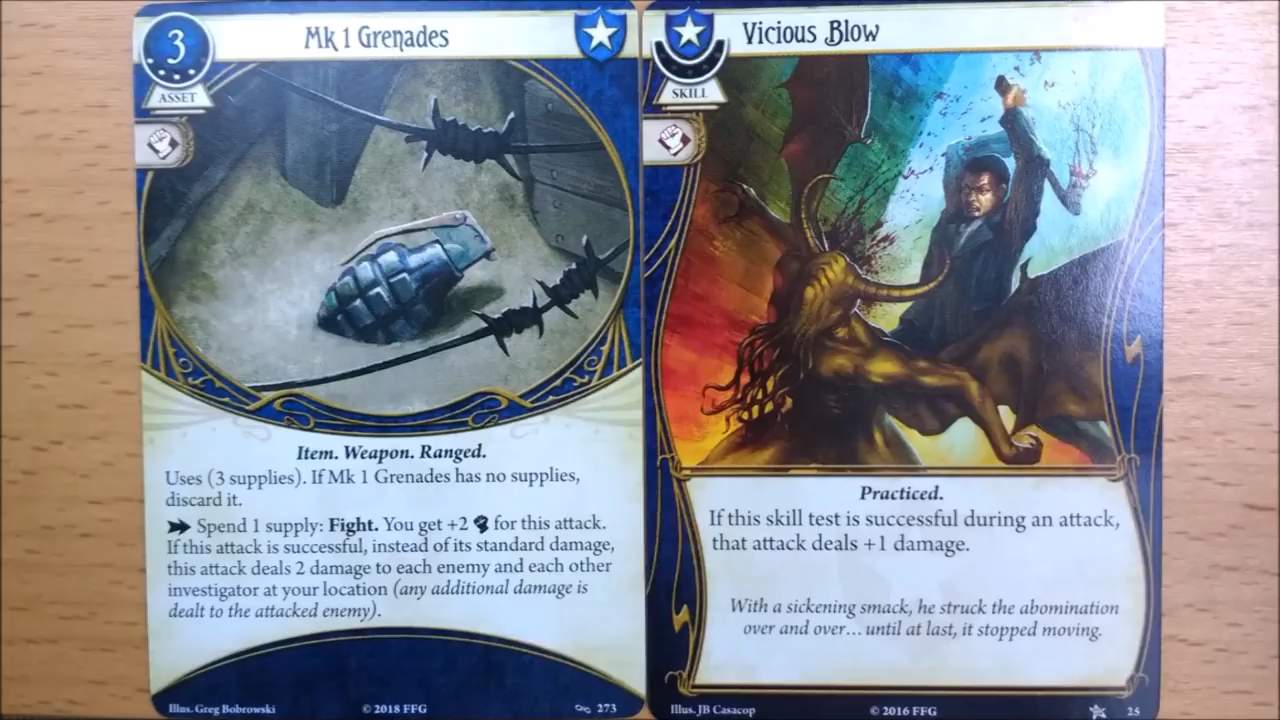 3
Mk 1 Grenades
ASSET
Item. Weapon. Ranged.
Uses (3 supplies). If Mk 1 Grenades has no supplies,
discard it.
Spend 1 supply: Fight. You get +2 for this attack.
If this attack is successful, instead of its standard damage,
this attack deals 2 damage to each enemy and each other
investigator at your location (any additional damage is
dealt to the attacked enemy).
Illus. Greg Bobrowski
© 2018 FFG
273
Vicious Blow
SKILL
Practiced.
If this skill test is successful during an attack,
that attack deals +1 damage.
With a sickening smack, he struck the abomination
over and over… until at last, it stopped moving.
Illus. JB Casacop
© 2016 FFG
25